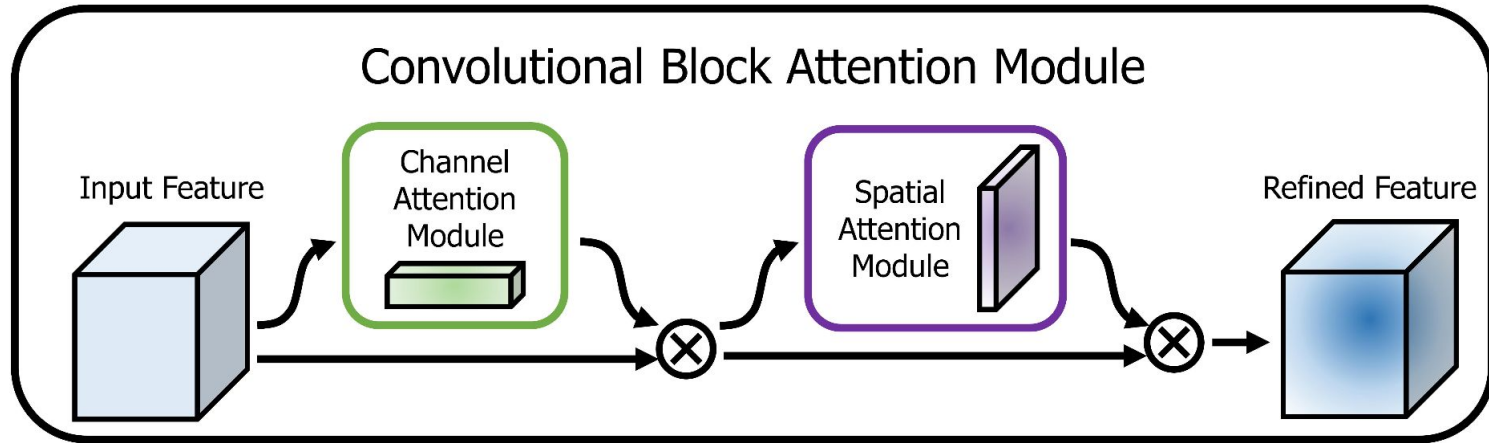 Convolutional Block Attention Module
Input Feature
Channel
Attention
Module
Spatial
Attention
Module
Refined Feature